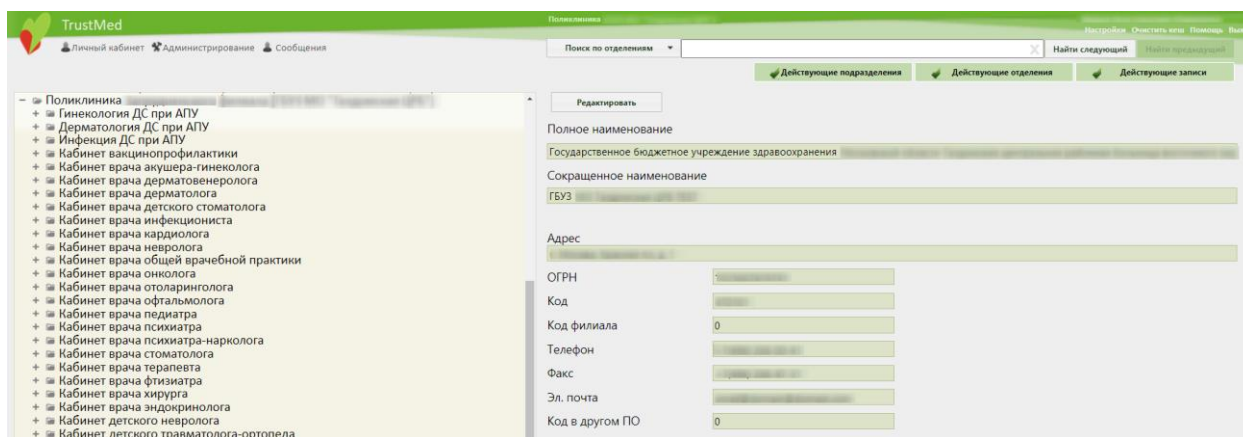 TrustMed
Поликлиника
Настройки Очистить кеш Помощь
Личный кабинет Администрирование Сообщения
Поиск по отделениям
Найти следующий
Найти предыдущий
Действующие подразделения
Действующие отделения
Действующие записи
Поликлиника
Гинекология ДС при АПУ
Дерматология ДС при АПУ
Инфекция ДС при АПУ
Кабинет вакцинопрофилактики
Кабинет врача акушера-гинеколога
Кабинет врача дерматовенеролога
Кабинет врача дерматолога
Кабинет врача детского стоматолога
Кабинет врача инфекциониста
Кабинет врача кардиолога
Кабинет врача невролога
Кабинет врача общей врачебной практики
Кабинет врача онколога
Кабинет врача отоларинголога
Кабинет врача офтальмолога
Кабинет врача педиатра
Кабинет врача психиатра
Кабинет врача психиатра-нарколога
Кабинет врача стоматолога
Кабинет врача терапевта
Кабинет врача фтизиатра
Кабинет врача хирурга
Кабинет врача эндокринолога
Кабинет детского невролога
Кабинет детского травматолога-ортопеда
Редактировать
Полное наименование
Государственное бюджетное учреждение здравоохранения
Сокращенное наименование
ГБУЗ
Адрес
ОГРН
Код
Код филиала 0
Телефон
Факс
Эл. почта
Код в другом ПО 0